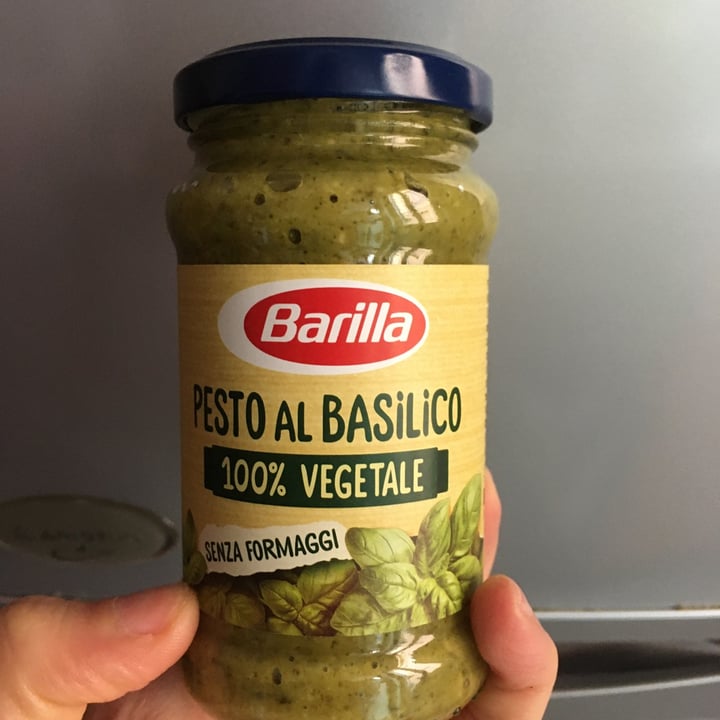 Barilla
PESTO AL BASiLiCO
100% VEGETALE
SENZA FORMAGGI